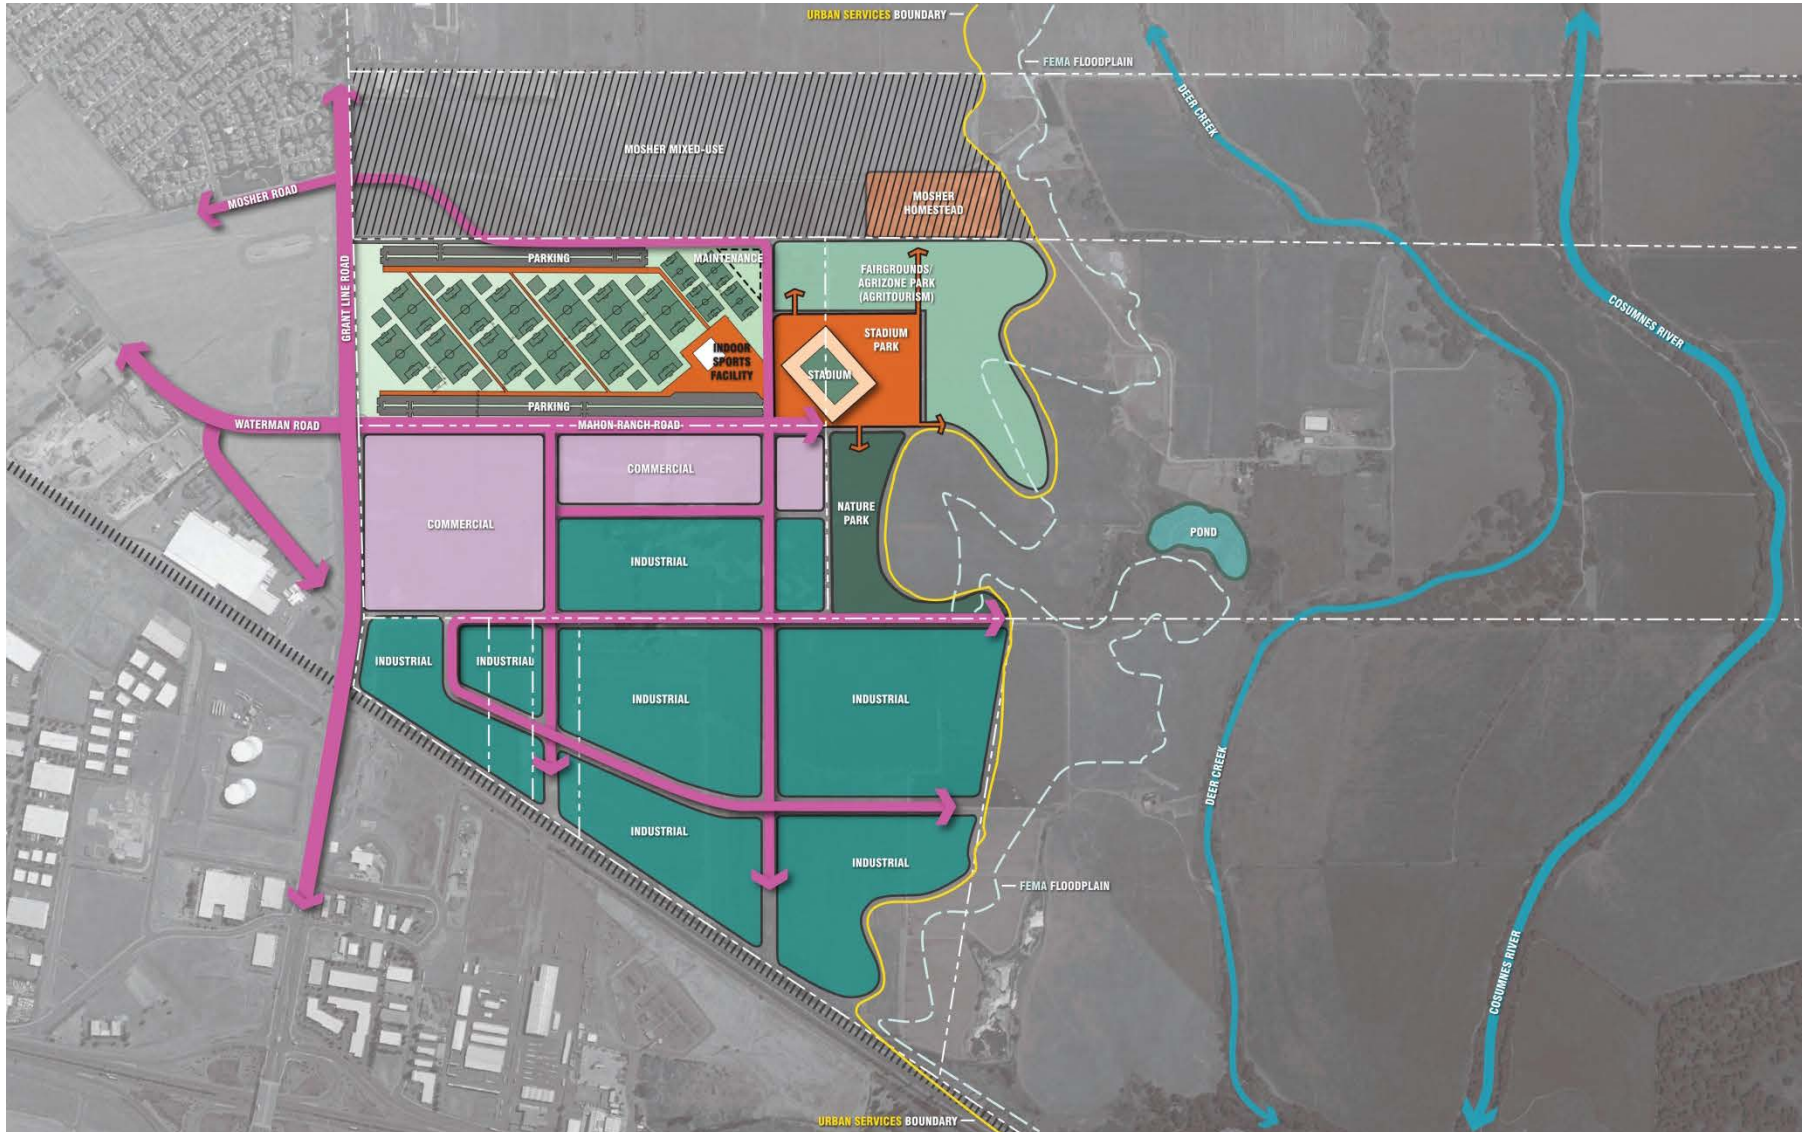 URBAN SERVICES BOUNDARY
FEMA FLOODPLAIN
DEER CREEK
MOSHER MIXED-USE
MOSHER ROAD
MOSHER
HOMESTEAD
PARKING
MAINTENANCE
FAIRGROUNDS/
AGRIZONE PARK
(AGRITOURISM)
GRANT LINE ROAD
COSUMNES RIVER
STADIUM
PARK
INDOOR
SPORTS
FACILITY
STADIUM
PARKING
WATERMAN ROAD
MAHON RANCH ROAD
COMMERCIAL
NATURE
PARK
COMMERCIAL
POND
INDUSTRIAL
INDUSTRIAL
INDUSTRIAL
INDUSTRIAL
INDUSTRIAL
DEER CREEK
INDUSTRIAL
INDUSTRIAL
FEMA FLOODPLAIN
COSUMNES RIVER
URBAN SERVICES BOUNDARY